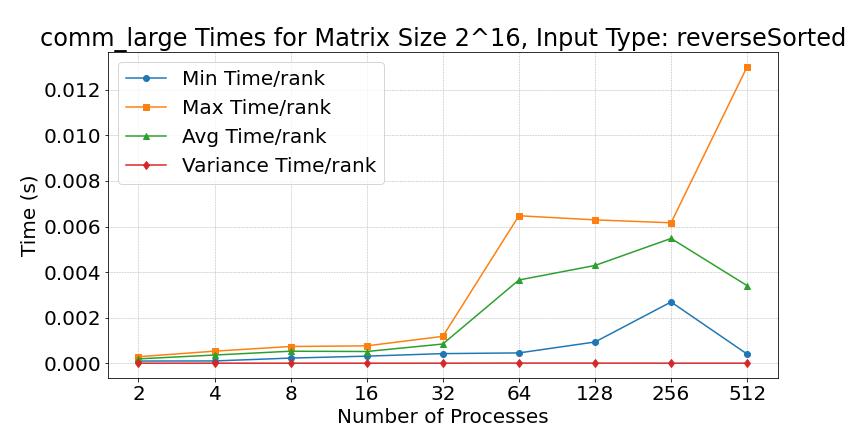 comm_large Times for Matrix Size 2^16, Input Type: reverseSorted
Min Time/rank
Max Time/rank
Avg Time/rank
Variance Time/rank
Time (s)
0.012
0.010
0.008
0.006
0.004
0.002
0.000
2 4 8 16 32 64 128 256 512
Number of Processes